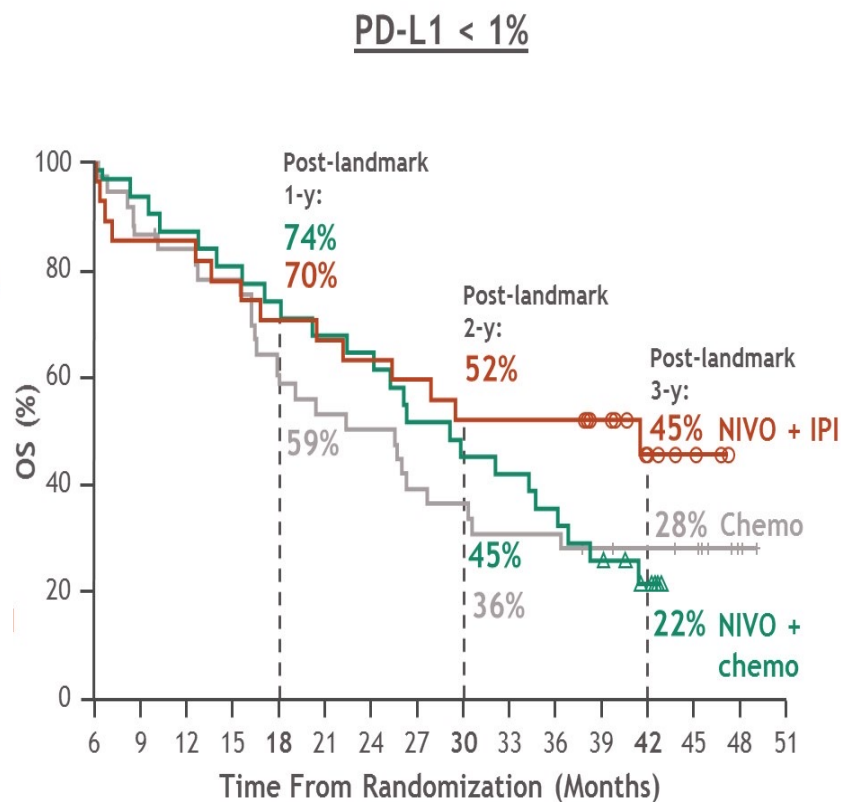 PD-L1 < 1%
OS (%)
100
80
60
40
20
0
Post-landmark
1-y:
74%
70%
59%
Post-landmark
2-y:
52%
45%
36%
Post-landmark
3-y:
45% NIVO + IPI
28% Chemo
22% NIVO +
chemo
6 9 12 15 18 21 24 27 30 33 36 39 42 45 48 51
Time From Randomization (Months)